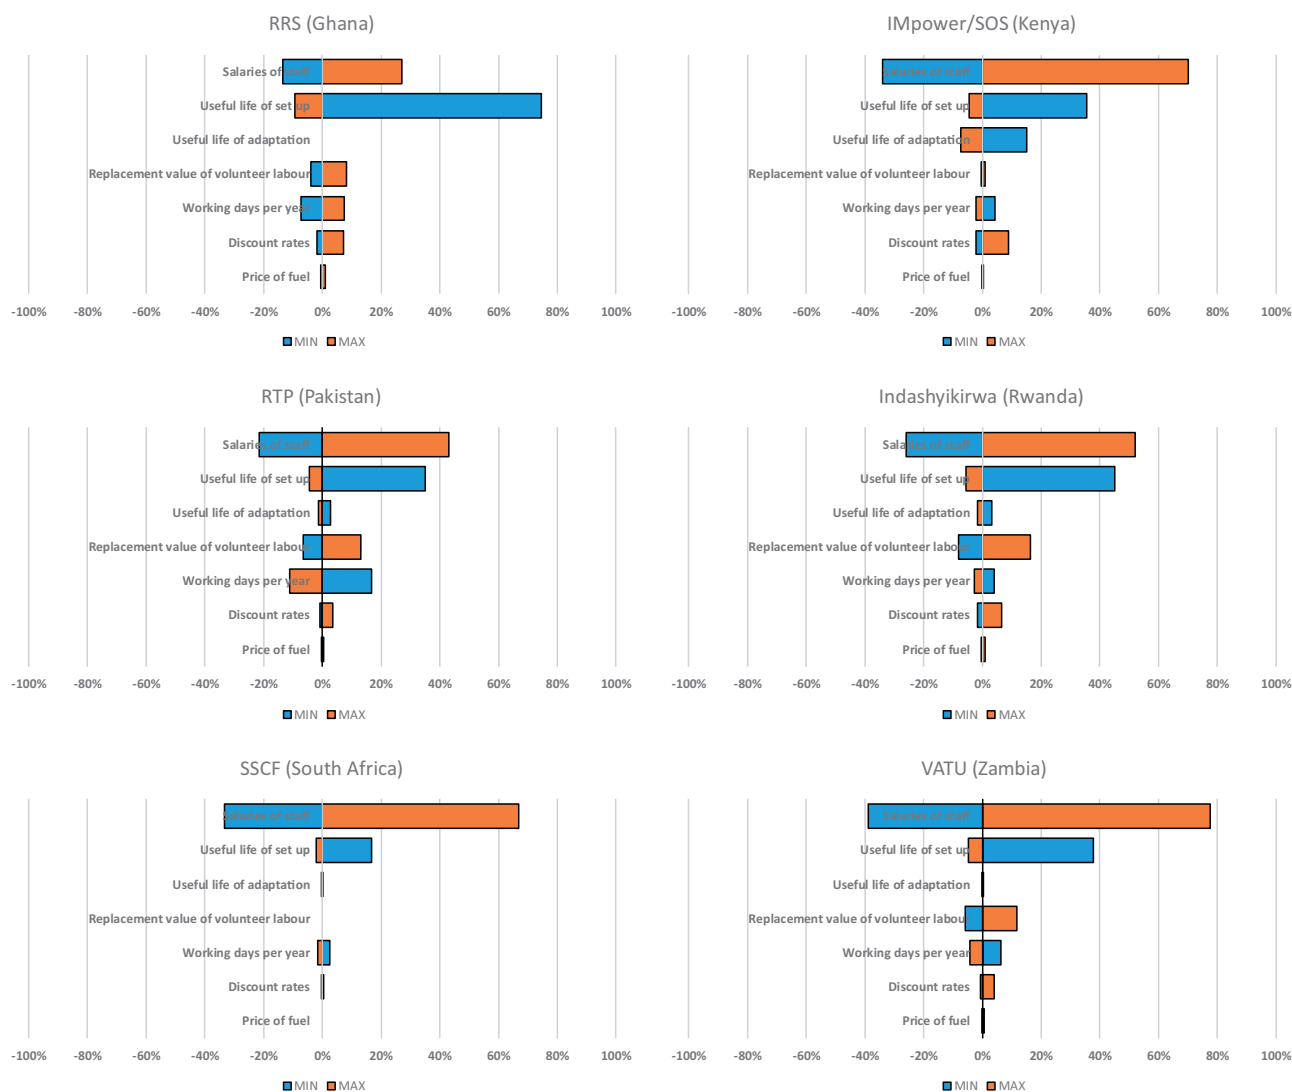 RRS (Ghana)
Salaries of staff
Useful life of set up
Useful life of adaptation
Replacement value of volunteer labour
Working days per year
Discount rates
Price of fuel
-100% -80% -60% -40% -20% 0% 20% 40% 60% 80% 100%
MIN MAX
IMpower/SOS (Kenya)
Salaries of staff
Useful life of set up
Useful life of adaptation
Replacement value of volunteer labour
Working days per year
Discount rates
Price of fuel
-100% -80% -60% -40% -20% 0% 20% 40% 60% 80% 100%
MIN MAX
RTP (Pakistan)
Salaries of staff
Useful life of set up
Useful life of adaptation
Replacement value of volunteer labour
Working days per year
Discount rates
Price of fuel
-100% -80% -60% -40% -20% 0% 20% 40% 60% 80% 100%
MIN MAX
Indashyikirwa (Rwanda)
Salaries of staff
Useful life of set up
Useful life of adaptation
Replacement value of volunteer labour
Working days per year
Discount rates
Price of fuel
-100% -80% -60% -40% -20% 0% 20% 40% 60% 80% 100%
MIN MAX
SSCF (South Africa)
Salaries of staff
Useful life of set up
Useful life of adaptation
Replacement value of volunteer labour
Working days per year
Discount rates
Price of fuel
-100% -80% -60% -40% -20% 0% 20% 40% 60% 80% 100%
MIN MAX
VATU (Zambia)
Salaries of staff
Useful life of set up
Useful life of adaptation
Replacement value of volunteer labour
Working days per year
Discount rates
Price of fuel
-100% -80% -60% -40% -20% 0% 20% 40% 60% 80% 100%
MIN MAX